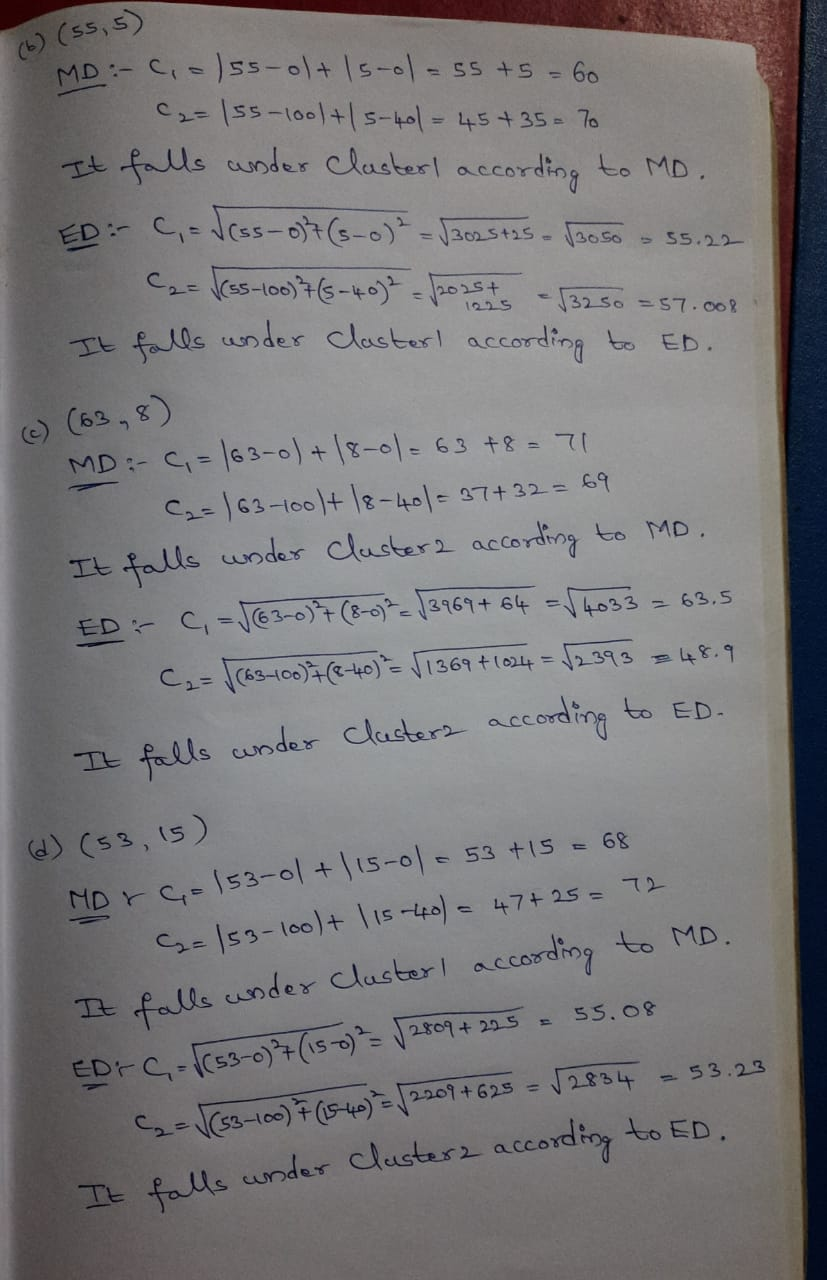 (b) (55,5)
MD :- C₁ = |55-0| + |5-0| = 55 + 5 = 60
C₂ = |55-100| + |5-40| = 45 + 35 = 70
It falls under Cluster1 according to MD.
ED :- C₁ = √(55-0)²+(5-0)² = √3025+25 = √3050 = 55.22
C₂ = √(55-100)²+(5-40)² = √2025+1225 = √3250 = 57.008
It falls under Cluster1 according to ED.
(c) (63,8)
MD :- C₁ = |63-0| + |8-0| = 63 + 8 = 71
C₂ = |63-100| + |8-40| = 37 + 32 = 69
It falls under Cluster2 according to MD.
ED :- C₁ = √(63-0)²+(8-0)² = √3969+64 = √4033 = 63.5
C₂ = √(63-100)²+(8-40)² = √1369+1024 = √2393 = 48.9
It falls under Cluster2 according to ED.
(d) (53,15)
MD :- C₁ = |53-0| + |15-0| = 53 + 15 = 68
C₂ = |53-100| + |15-40| = 47 + 25 = 72
It falls under Cluster1 according to MD.
ED :- C₁ = √(53-0)²+(15-0)² = √2809+225 = 55.08
C₂ = √(53-100)²+(15-40)² = √2209+625 = √2834 = 53.23
It falls under Cluster2 according to ED.